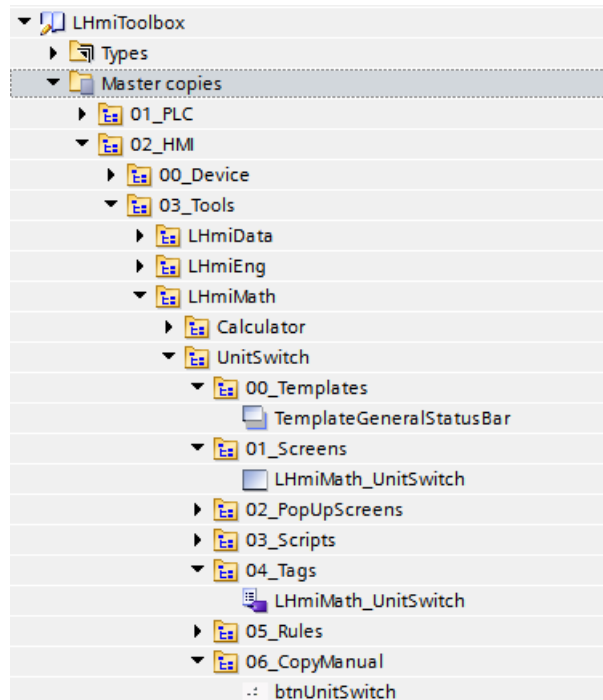 LHmiToolbox
Types
Master copies
01_PLC
02_HMI
00_Device
03_Tools
LHmiData
LHmiEng
LHmiMath
Calculator
UnitSwitch
00_Templates
TemplateGeneralStatusBar
01_Screens
LHmiMath_UnitSwitch
02_PopUpScreens
03_Scripts
04_Tags
LHmiMath_UnitSwitch
05_Rules
06_CopyManual
btnUnitSwitch